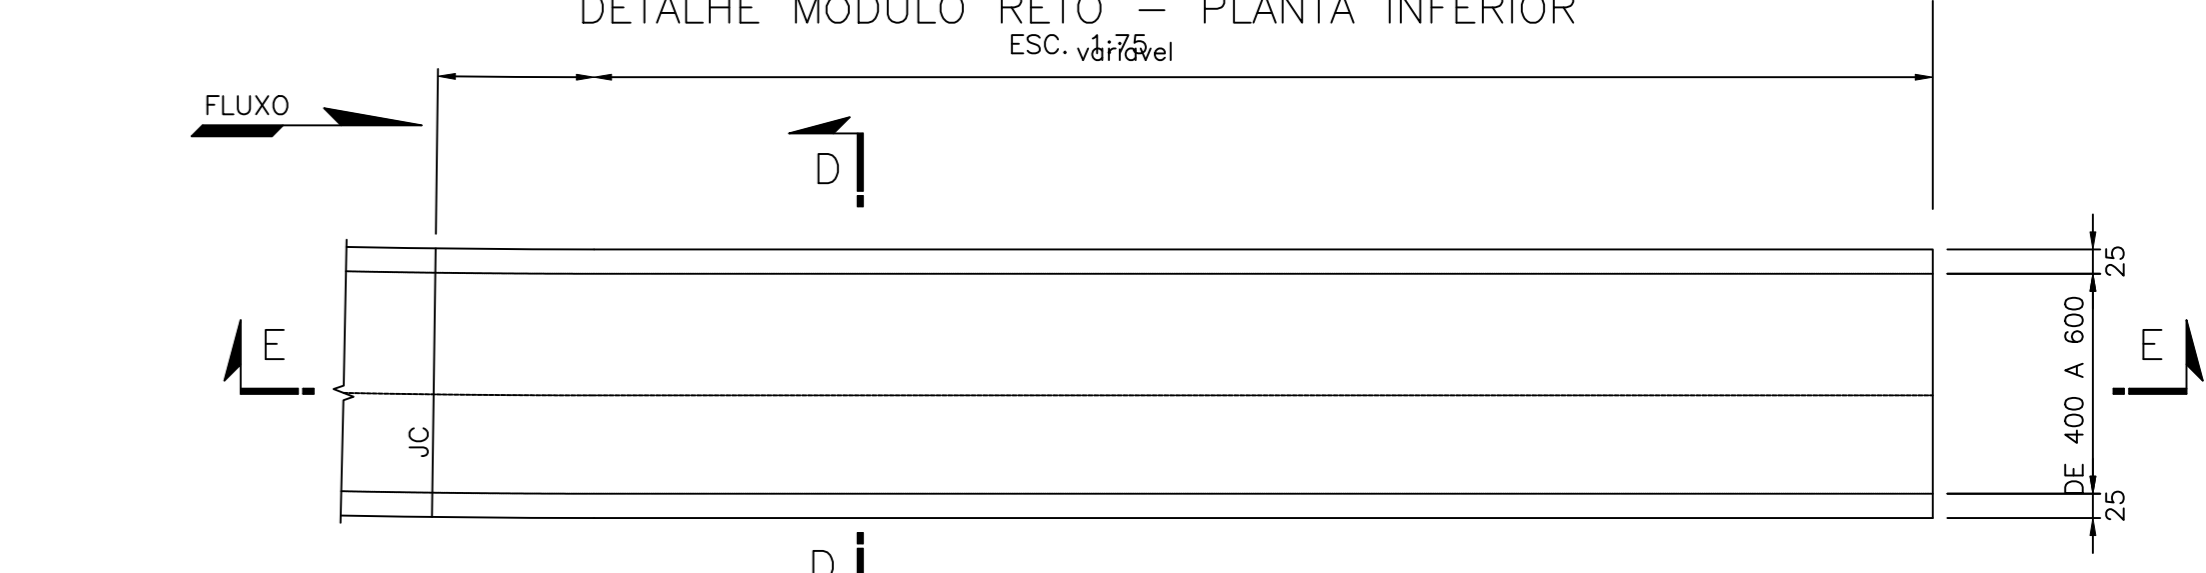 DETALHE MODULO RETO – PLANTA INFERIOR
ESC. 1:75
variavel
FLUXO
D
25
E
E
DE 400 A 600
JC
25
D